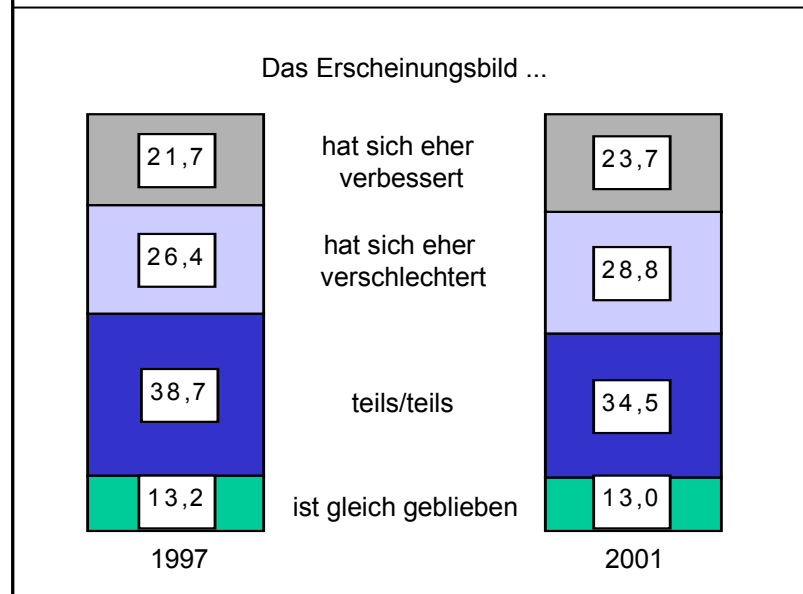 Das Erscheinungsbild ...
21,7
hat sich eher
verbessert
23,7
26,4
hat sich eher
verschlechtert
28,8
38,7
teils/teils
34,5
13,2
ist gleich geblieben
13,0
1997
2001